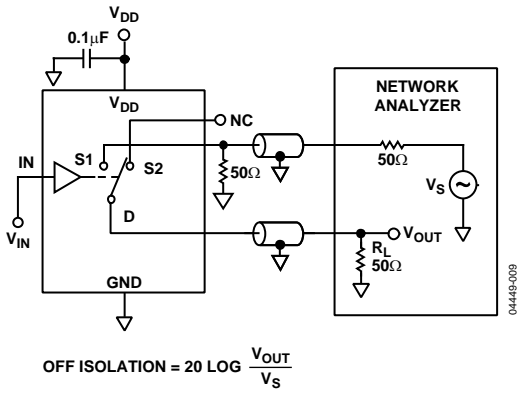 VDD
0.1µF
VDD
NC
NETWORK
ANALYZER
IN
S1
S2
50Ω
50Ω
VS
D
VIN
VOUT
RL
50Ω
GND
04449-009
OFF ISOLATION = 20 LOG VOUT
VS